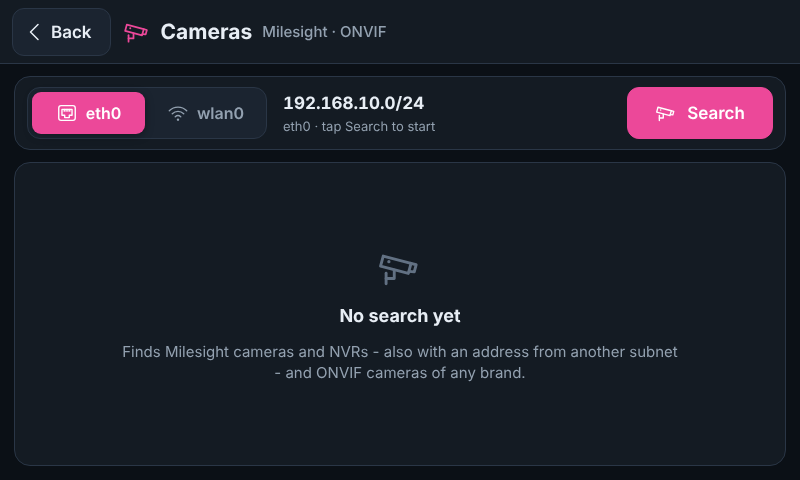 Back
Cameras
Milesight · ONVIF
eth0
wlan0
192.168.10.0/24
eth0 · tap Search to start
Search
No search yet
Finds Milesight cameras and NVRs - also with an address from another subnet
- and ONVIF cameras of any brand.